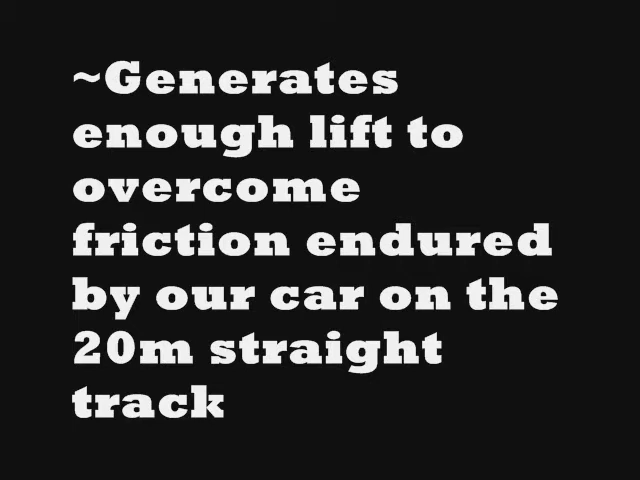 ~Generates
enough lift to
overcome
friction endured
by our car on the
20m straight
track